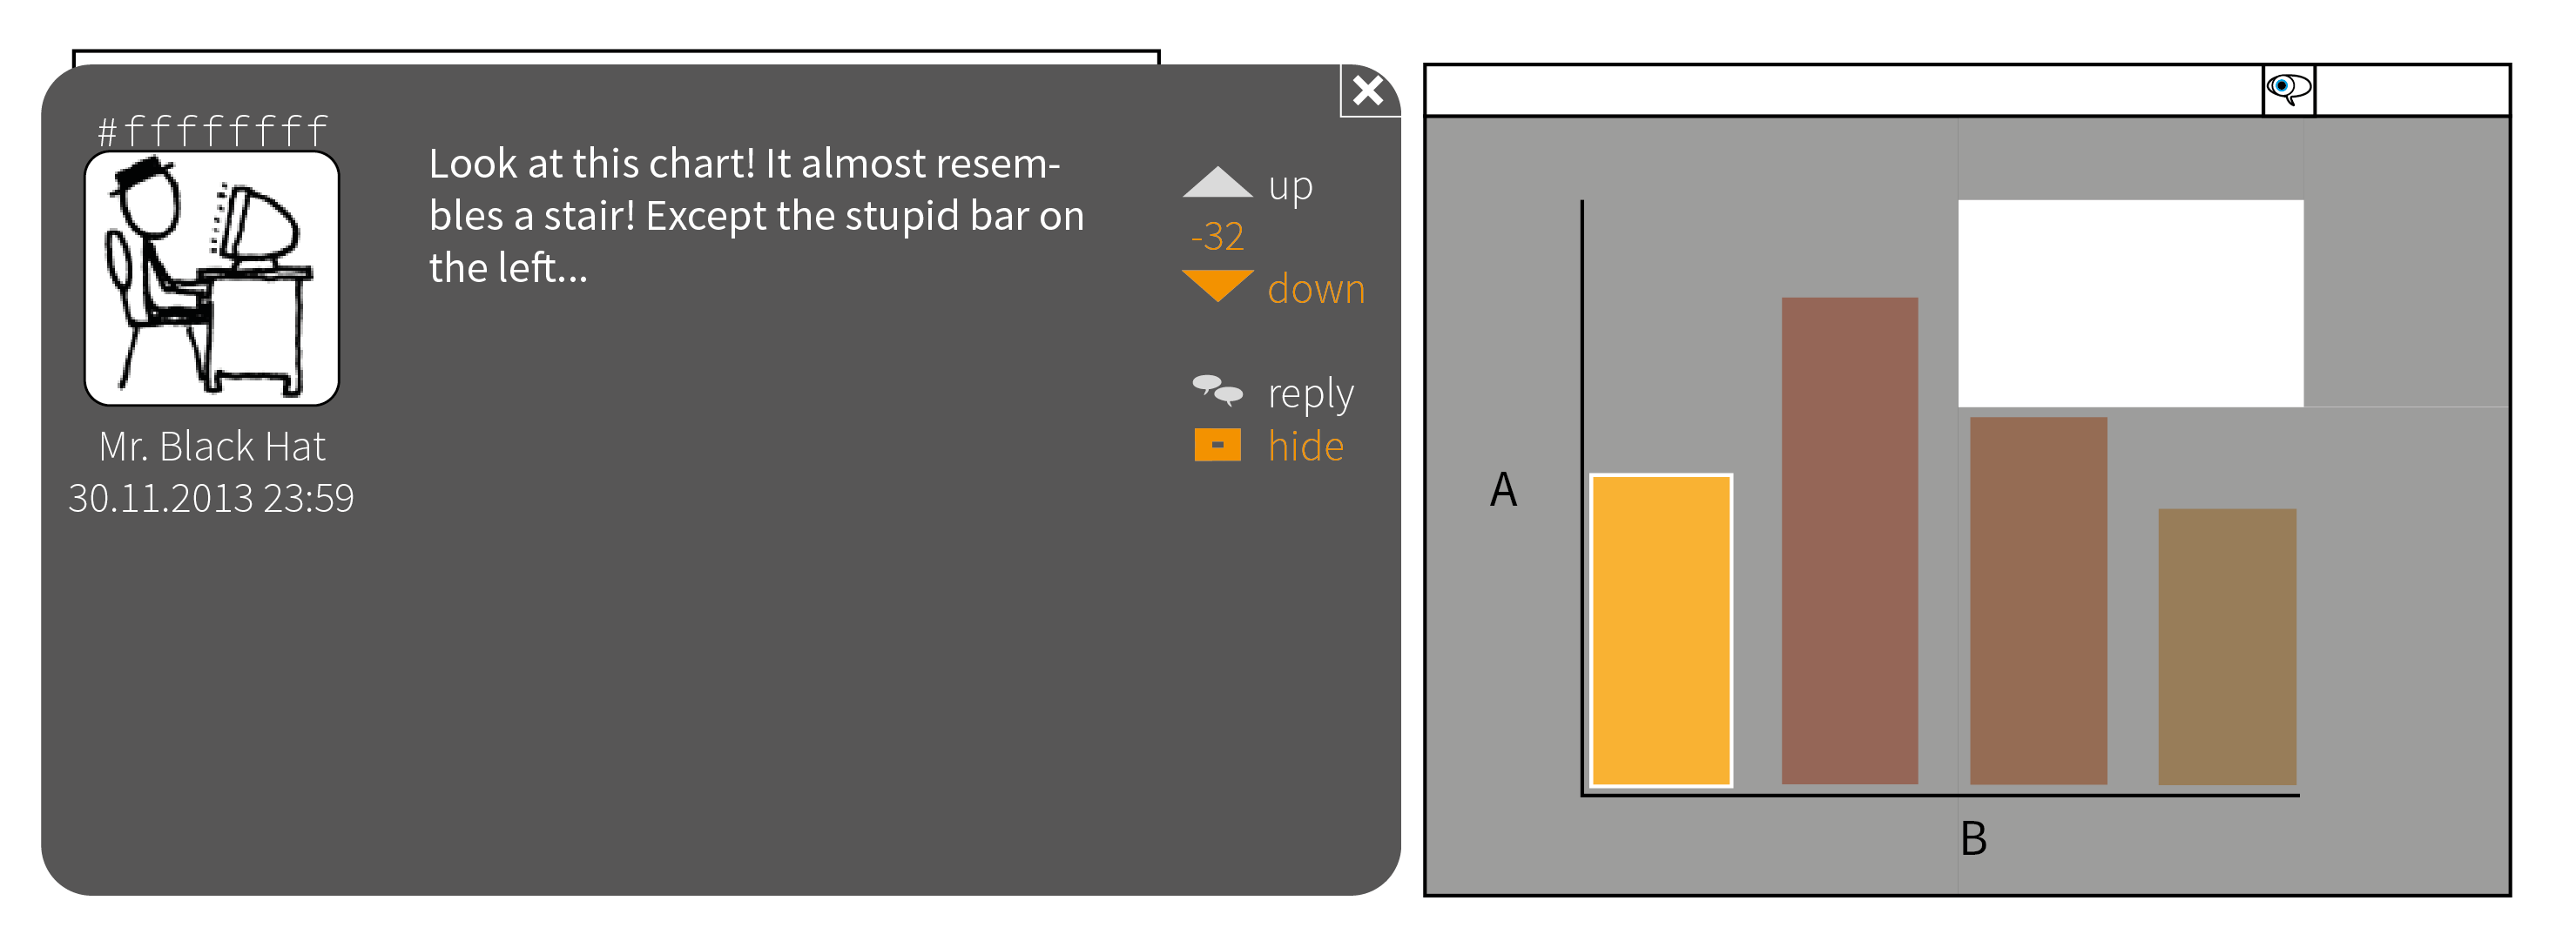 #ffffffff
Look at this chart! It almost resem-
bles a stair! Except the stupid bar on
the left...
Mr. Black Hat
30.11.2013 23:59
up
-32
down
reply
hide
A
B